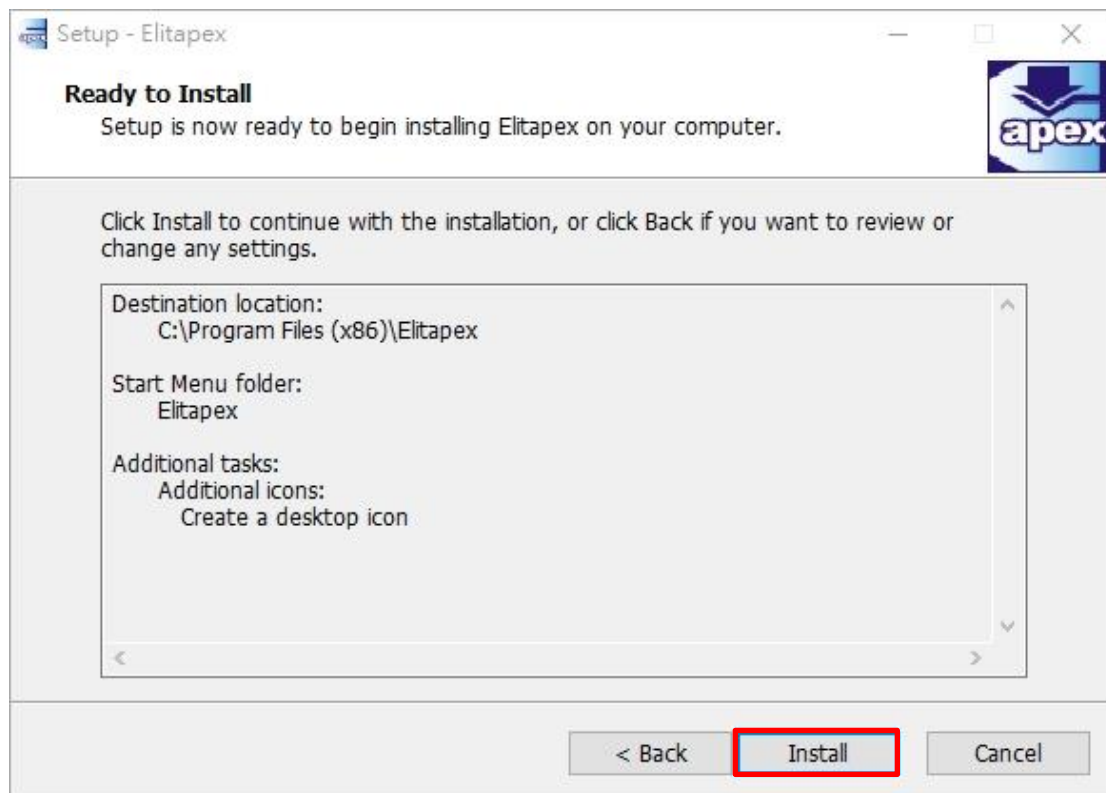 Setup - Elitapex
Ready to Install
Setup is now ready to begin installing Elitapex on your computer.
apex
Click Install to continue with the installation, or click Back if you want to review or
change any settings.
Destination location:
C:\Program Files (x86)\Elitapex
Start Menu folder:
Elitapex
Additional tasks:
Additional icons:
Create a desktop icon
< Back
Install
Cancel